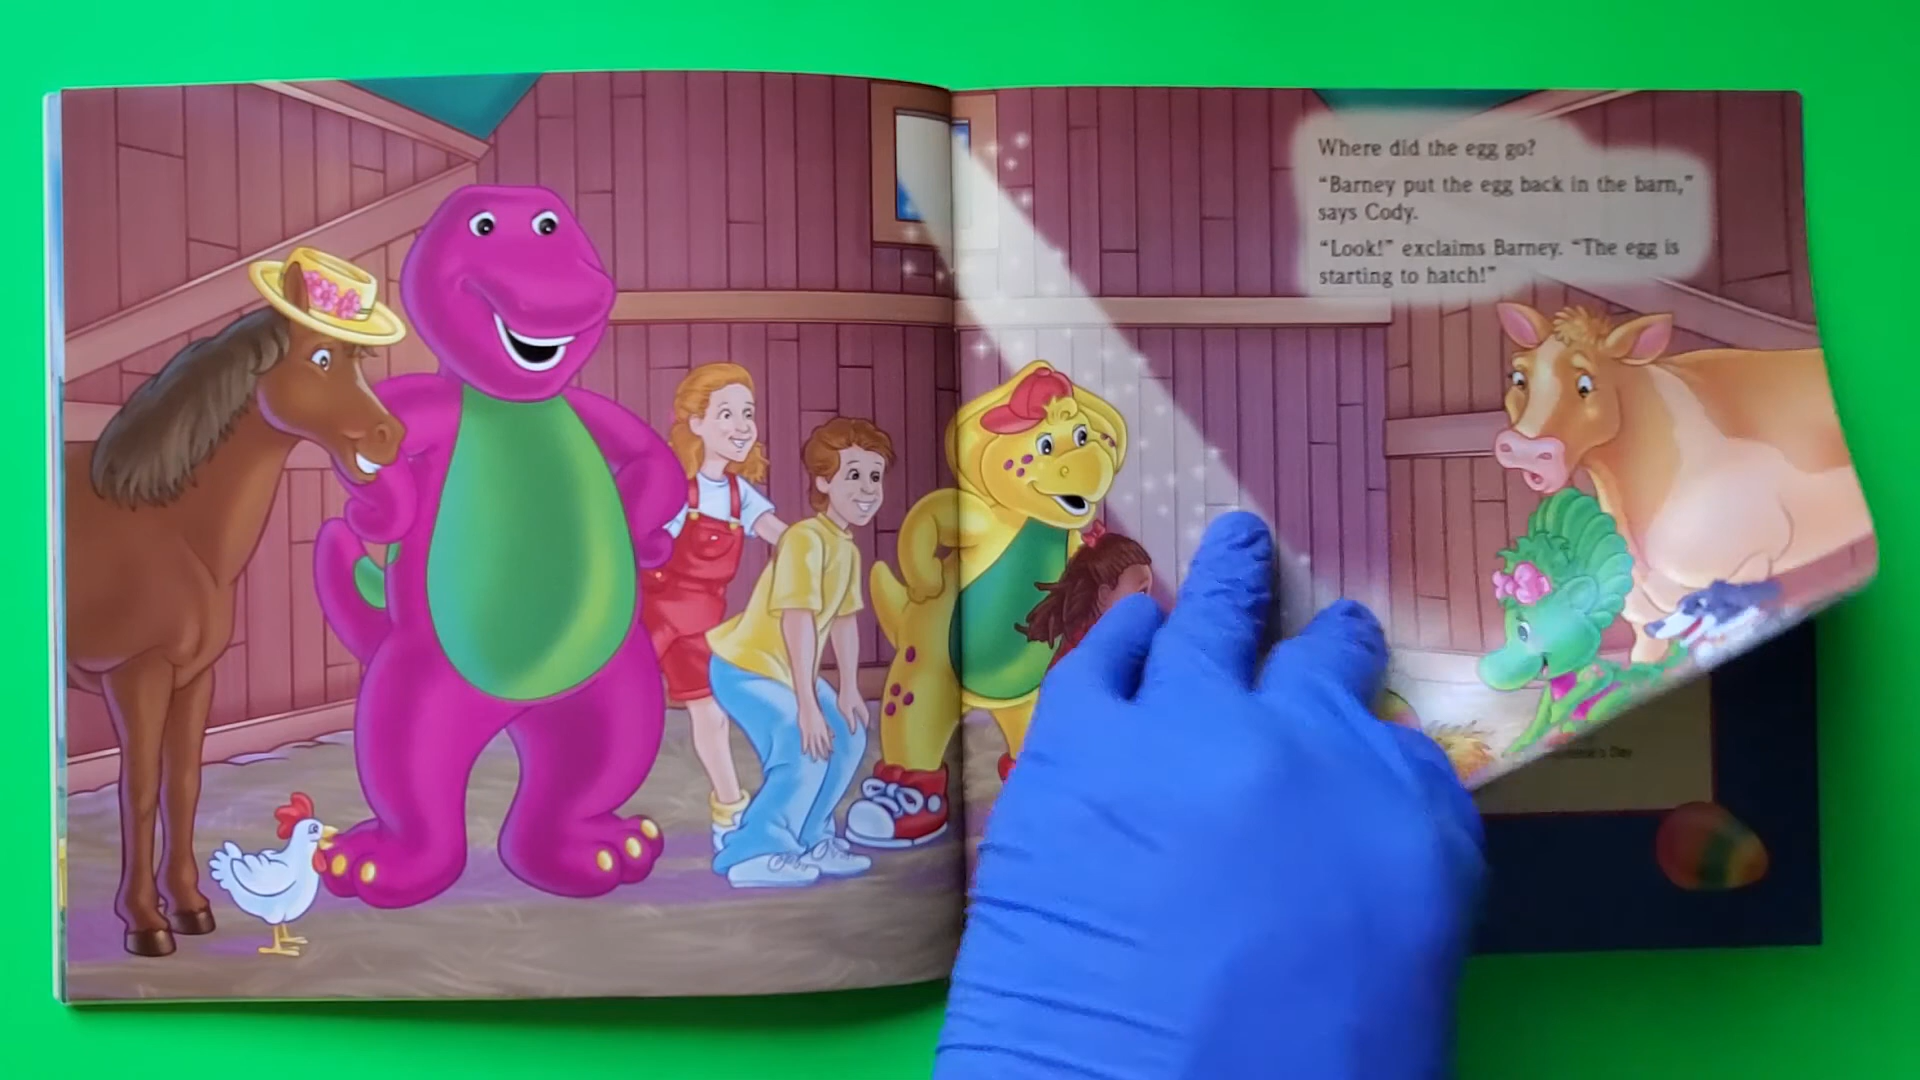 Where did the egg go?
“Barney put the egg back in the barn,”
says Cody.
“Look!” exclaims Barney. “The egg is
starting to hatch!”
Day